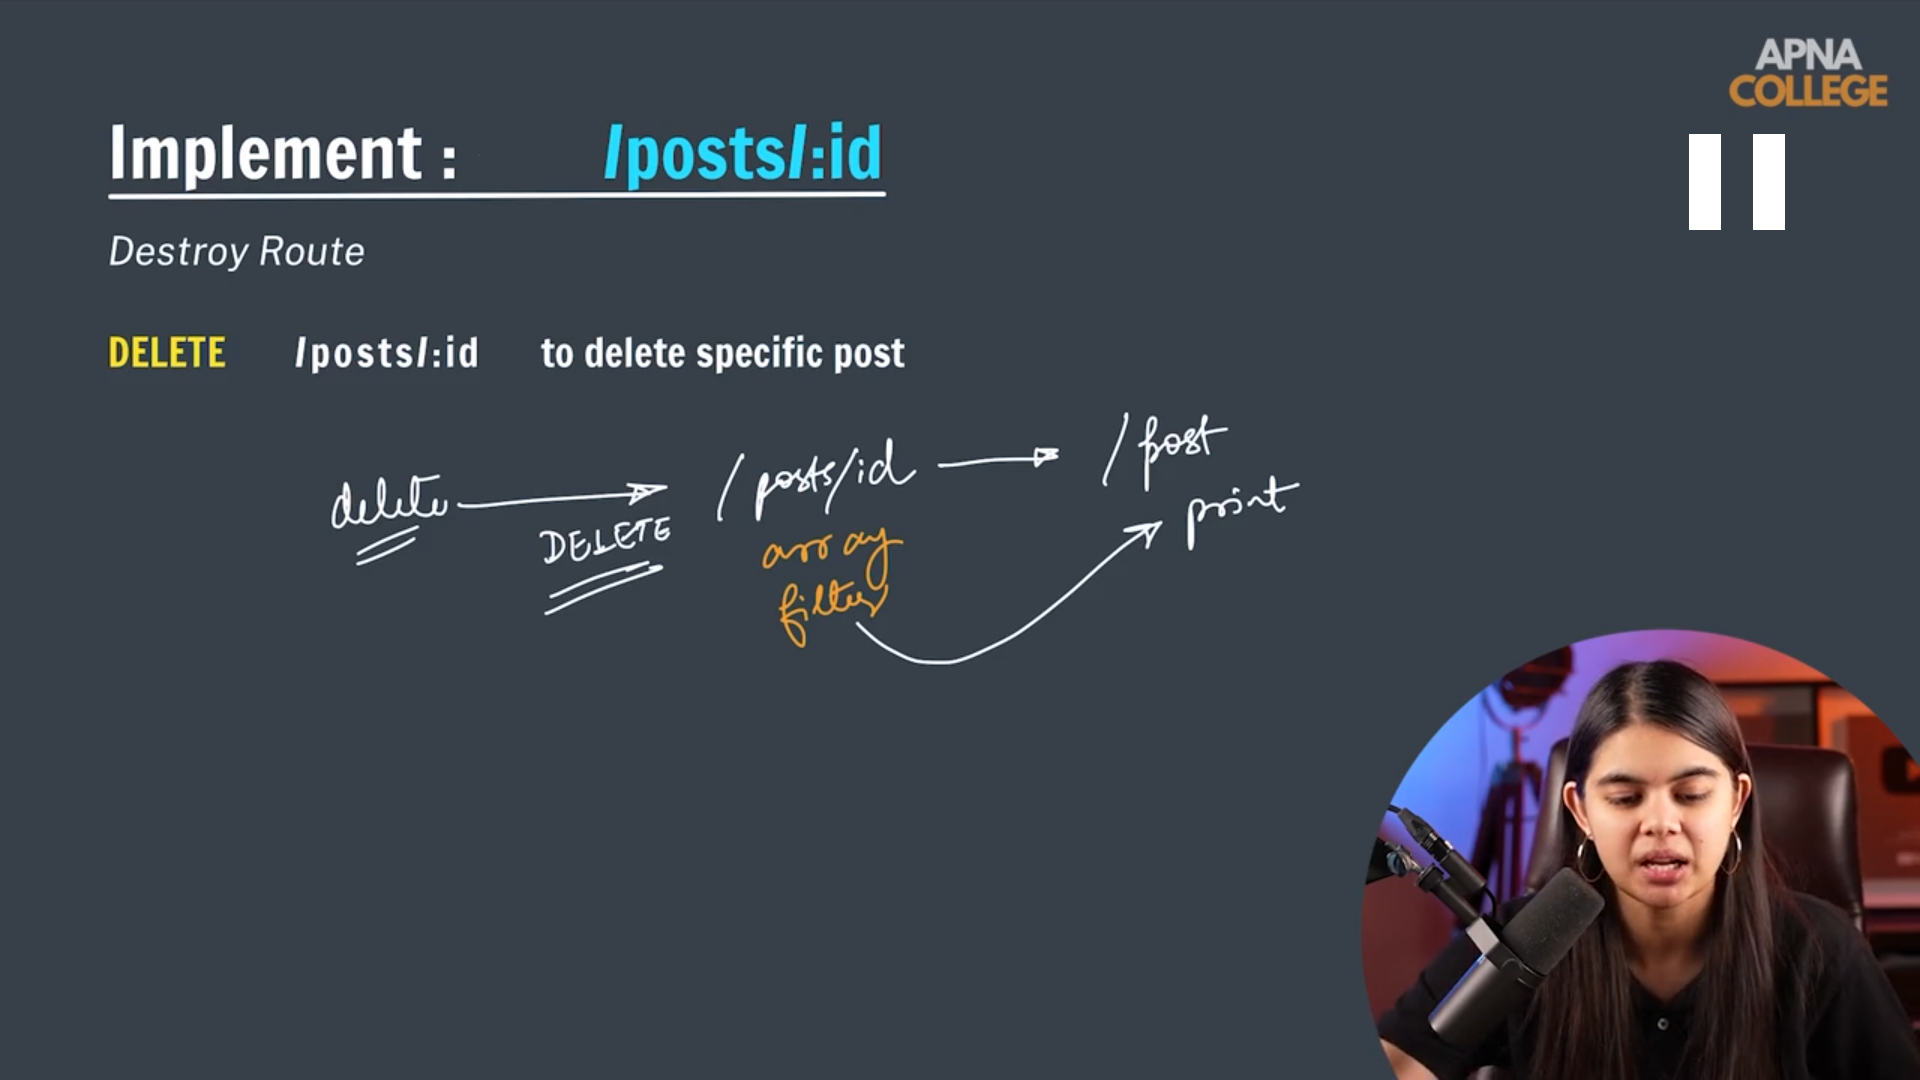 APNA
COLLEGE
Implement : /posts/:id
Destroy Route
DELETE /posts/:id to delete specific post
delete DELETE /posts/id /post
array print
filter